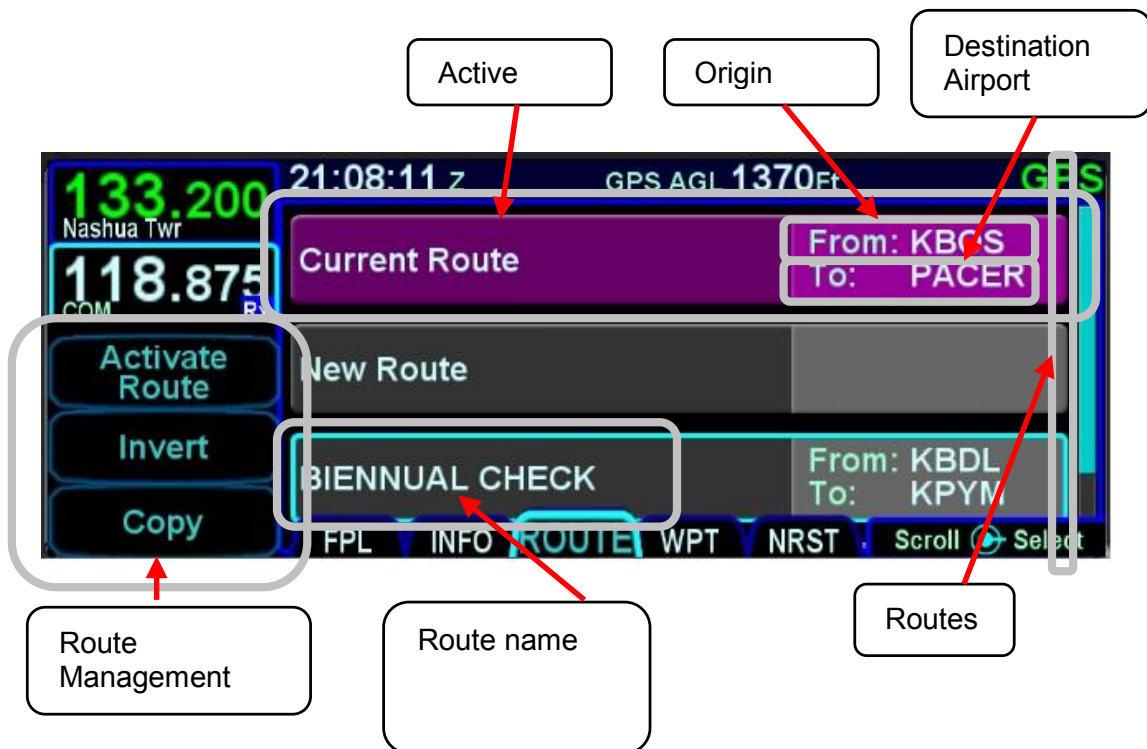 Active
Origin
Destination
Airport
133.200
Nashua Twr
118.875
COM
Rx
21:08:11 Z
GPS AGL 1370Ft
GPS
Current Route
From: KBOS
To: PACER
Activate
Route
New Route
Invert
BIENNUAL CHECK
From: KBDL
To: KPYM
Copy
FPL INFO ROUTE WPT NRST Scroll Select
Route
Management
Route name
Routes